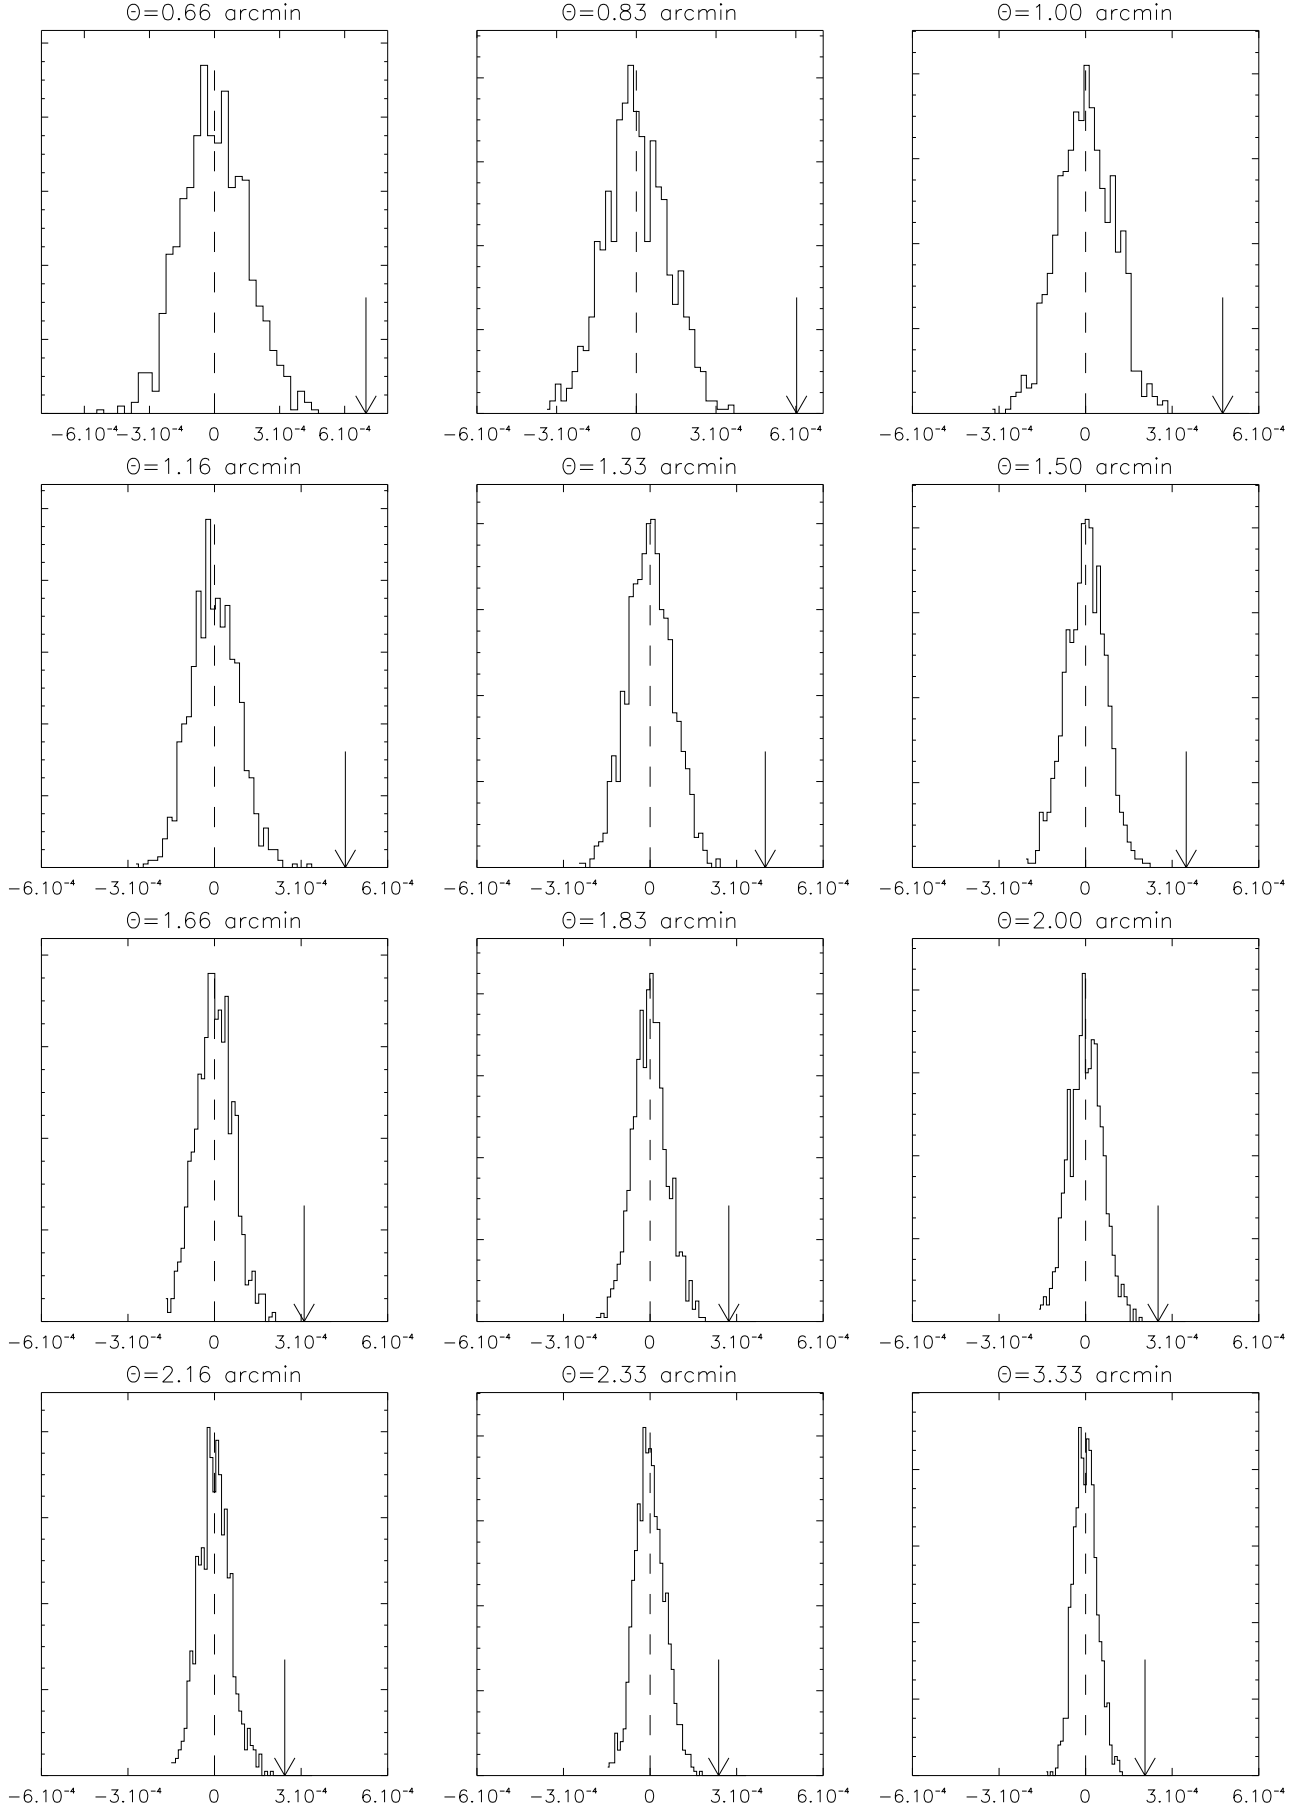 Θ=0.66 arcmin Θ=0.83 arcmin Θ=1.00 arcmin
−6.10⁻⁴ −3.10⁻⁴ 0 3.10⁻⁴ 6.10⁻⁴ −3.10⁻⁴ 0 3.10⁻⁴ 6.10⁻⁴ −6.10⁻⁴ −3.10⁻⁴ 0 3.10⁻⁴ 6.10⁻⁴
Θ=1.16 arcmin Θ=1.33 arcmin Θ=1.50 arcmin
−6.10⁻⁴ −3.10⁻⁴ 0 3.10⁻⁴ 6.10⁻⁴ −6.10⁻⁴ −3.10⁻⁴ 0 3.10⁻⁴ 6.10⁻⁴ −6.10⁻⁴ −3.10⁻⁴ 0 3.10⁻⁴ 6.10⁻⁴
Θ=1.66 arcmin Θ=1.83 arcmin Θ=2.00 arcmin
−6.10⁻⁴ −3.10⁻⁴ 0 3.10⁻⁴ 6.10⁻⁴ −6.10⁻⁴ −3.10⁻⁴ 0 3.10⁻⁴ 6.10⁻⁴ −6.10⁻⁴ −3.10⁻⁴ 0 3.10⁻⁴ 6.10⁻⁴
Θ=2.16 arcmin Θ=2.33 arcmin Θ=3.33 arcmin
−6.10⁻⁴ −3.10⁻⁴ 0 3.10⁻⁴ 6.10⁻⁴ −6.10⁻⁴ −3.10⁻⁴ 0 3.10⁻⁴ 6.10⁻⁴ −6.10⁻⁴ −3.10⁻⁴ 0 3.10⁻⁴ 6.10⁻⁴